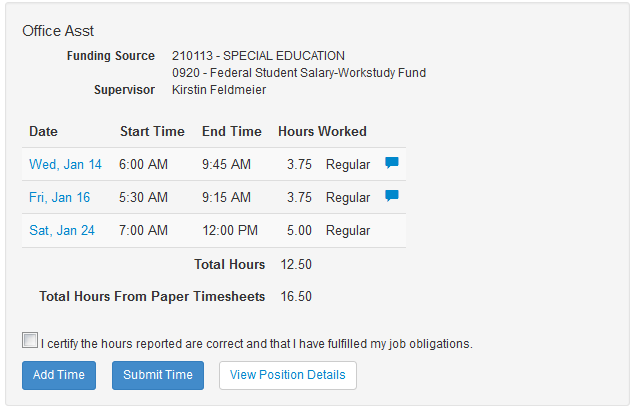 Office Asst
Funding Source 210113 - SPECIAL EDUCATION
0920 - Federal Student Salary-Workstudy Fund
Supervisor Kirstin Feldmeier
Date Start Time End Time Hours Worked
Wed, Jan 14 6:00 AM 9:45 AM 3.75 Regular
Fri, Jan 16 5:30 AM 9:15 AM 3.75 Regular
Sat, Jan 24 7:00 AM 12:00 PM 5.00 Regular
Total Hours 12.50
Total Hours From Paper Timesheets 16.50
I certify the hours reported are correct and that I have fulfilled my job obligations.
Add Time Submit Time View Position Details